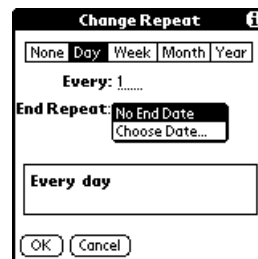 Change Repeat i
None Day Week Month Year
Every: 1
End Repeat: No End Date
Choose Date...
Every day
OK Cancel